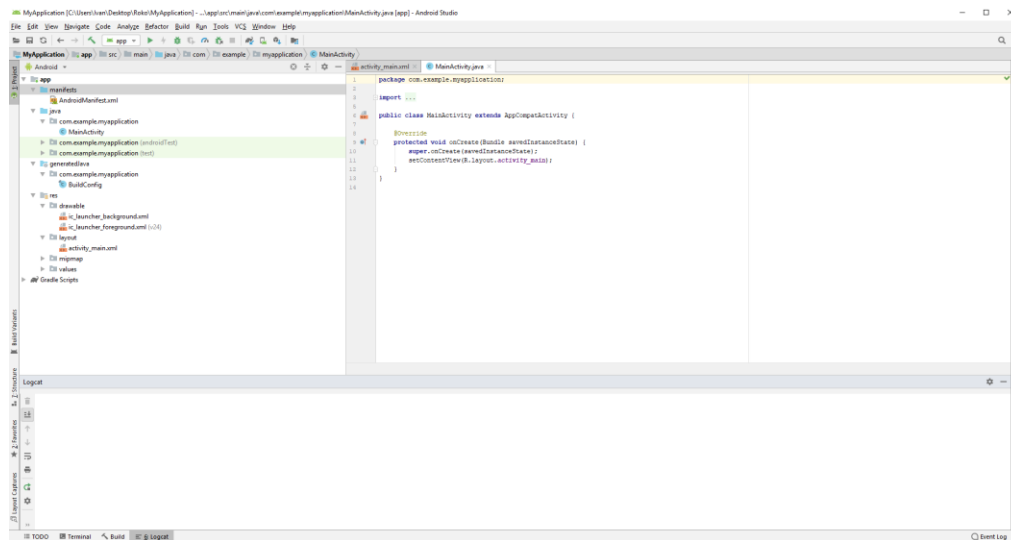 MyApplication [C:\Users\Ivan\Desktop\Roko\MyApplication] - ...\app\src\main\java\com\example\myapplication\MainActivity.java [app] - Android Studio
File Edit View Navigate Code Analyze Refactor Build Run Tools VCS Window Help
app
MyApplication app src main java com example myapplication MainActivity
1: Project
Android
activity_main.xml MainActivity.java
app
manifests
AndroidManifest.xml
java
com.example.myapplication
MainActivity
com.example.myapplication (androidTest)
com.example.myapplication (test)
generatedJava
com.example.myapplication
BuildConfig
res
drawable
ic_launcher_background.xml
ic_launcher_foreground.xml (v24)
layout
activity_main.xml
mipmap
values
Gradle Scripts
1 package com.example.myapplication;
2
3 import ...
5
6 public class MainActivity extends AppCompatActivity {
7
8 @Override
9 protected void onCreate(Bundle savedInstanceState) {
10 super.onCreate(savedInstanceState);
11 setContentView(R.layout.activity_main);
12 }
13 }
14
Build Variants
Z: Structure
2: Favorites
Layout Captures
Logcat
TODO Terminal Build 6: Logcat Event Log